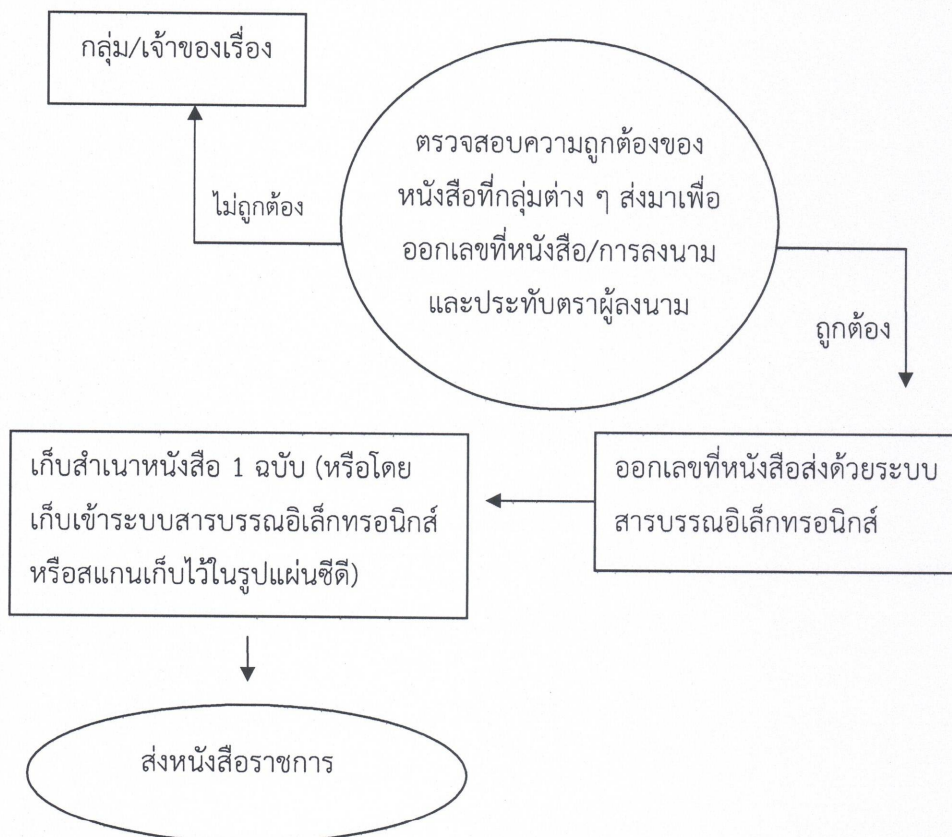 กลุ่ม/เจ้าของเรื่อง
ตรวจสอบความถูกต้องของ
หนังสือที่กลุ่มต่าง ๆ ส่งมาเพื่อ
ออกเลขที่หนังสือ/การลงนาม
และประทับตราผู้ลงนาม
ไม่ถูกต้อง
ถูกต้อง
ออกเลขที่หนังสือส่งด้วยระบบ
สารบรรณอิเล็กทรอนิกส์
เก็บสำเนาหนังสือ 1 ฉบับ (หรือโดย
เก็บเข้าระบบสารบรรณอิเล็กทรอนิกส์
หรือสแกนเก็บไว้ในรูปแผ่นซีดี)
ส่งหนังสือราชการ